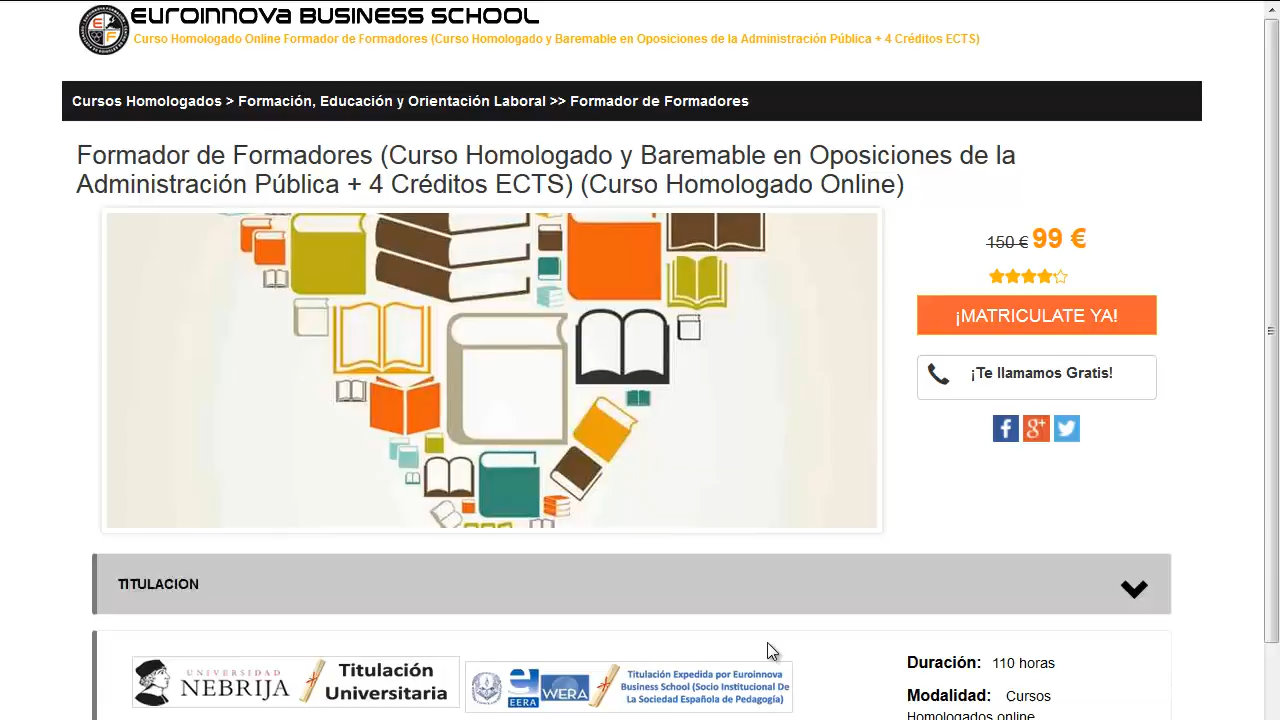 EUROINNOVA BUSINESS SCHOOL
Curso Homologado Online Formador de Formadores (Curso Homologado y Baremable en Oposiciones de la Administración Pública + 4 Créditos ECTS)
Cursos Homologados > Formación, Educación y Orientación Laboral >> Formador de Formadores
Formador de Formadores (Curso Homologado y Baremable en Oposiciones de la
Administración Pública + 4 Créditos ECTS) (Curso Homologado Online)
150 € 99 €
¡MATRICULATE YA!
¡Te llamamos Gratis!
TITULACION
UNIVERSIDAD
NEBRIJA
Titulación
Universitaria
EERA
WERA
Titulación Expedida por Euroinnova
Business School (Socio Institucional De
La Sociedad Española de Pedagogía)
Duración: 110 horas
Modalidad: Cursos
Homologados online